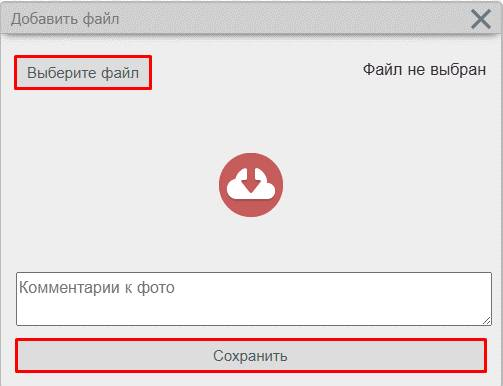 Добавить файл
Выберите файл
Файл не выбран
Комментарии к фото
Сохранить